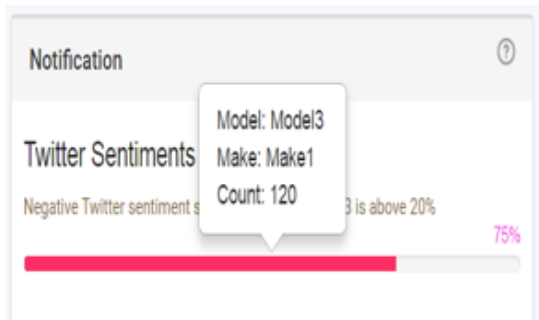 Notification
?
Model: Model3
Make: Make1
Count: 120
Twitter Sentiments
Negative Twitter sentiment s 3 is above 20%
75%